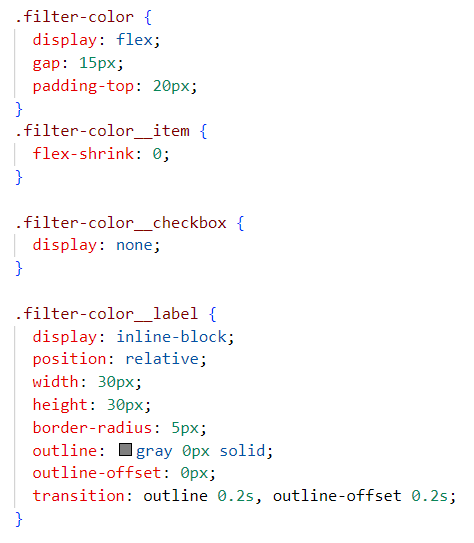 .filter-color {
display: flex;
gap: 15px;
padding-top: 20px;
}
.filter-color__item {
flex-shrink: 0;
}
.filter-color__checkbox {
display: none;
}
.filter-color__label {
display: inline-block;
position: relative;
width: 30px;
height: 30px;
border-radius: 5px;
outline: gray 0px solid;
outline-offset: 0px;
transition: outline 0.2s, outline-offset 0.2s;
}